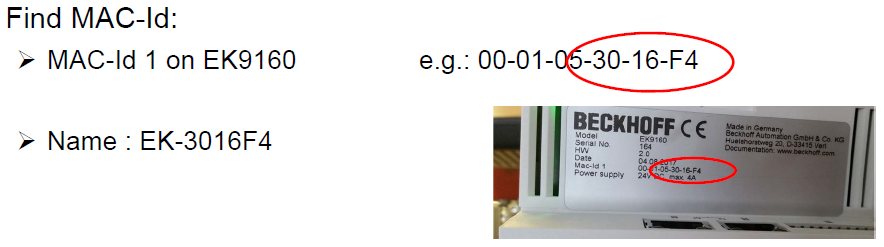 Find MAC-Id:
➢ MAC-Id 1 on EK9160 e.g.: 00-01-05-30-16-F4
➢ Name : EK-3016F4
BECKHOFF CE
Model EK9160
Serial No. 164
HW 2.0
Date 04.08.2017
Mac-Id 1 00-01-05-30-16-F4
Power supply 24V DC, max. 4A
Made in Germany
Beckhoff Automation GmbH & Co. KG
Huelshorstweg 20, D-33415 Verl
Documentation: www.beckhoff.com